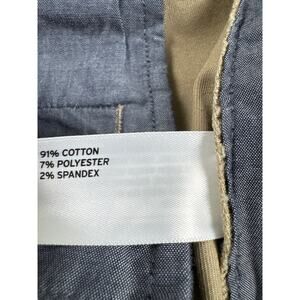 91% COTTON
7% POLYESTER
2% SPANDEX